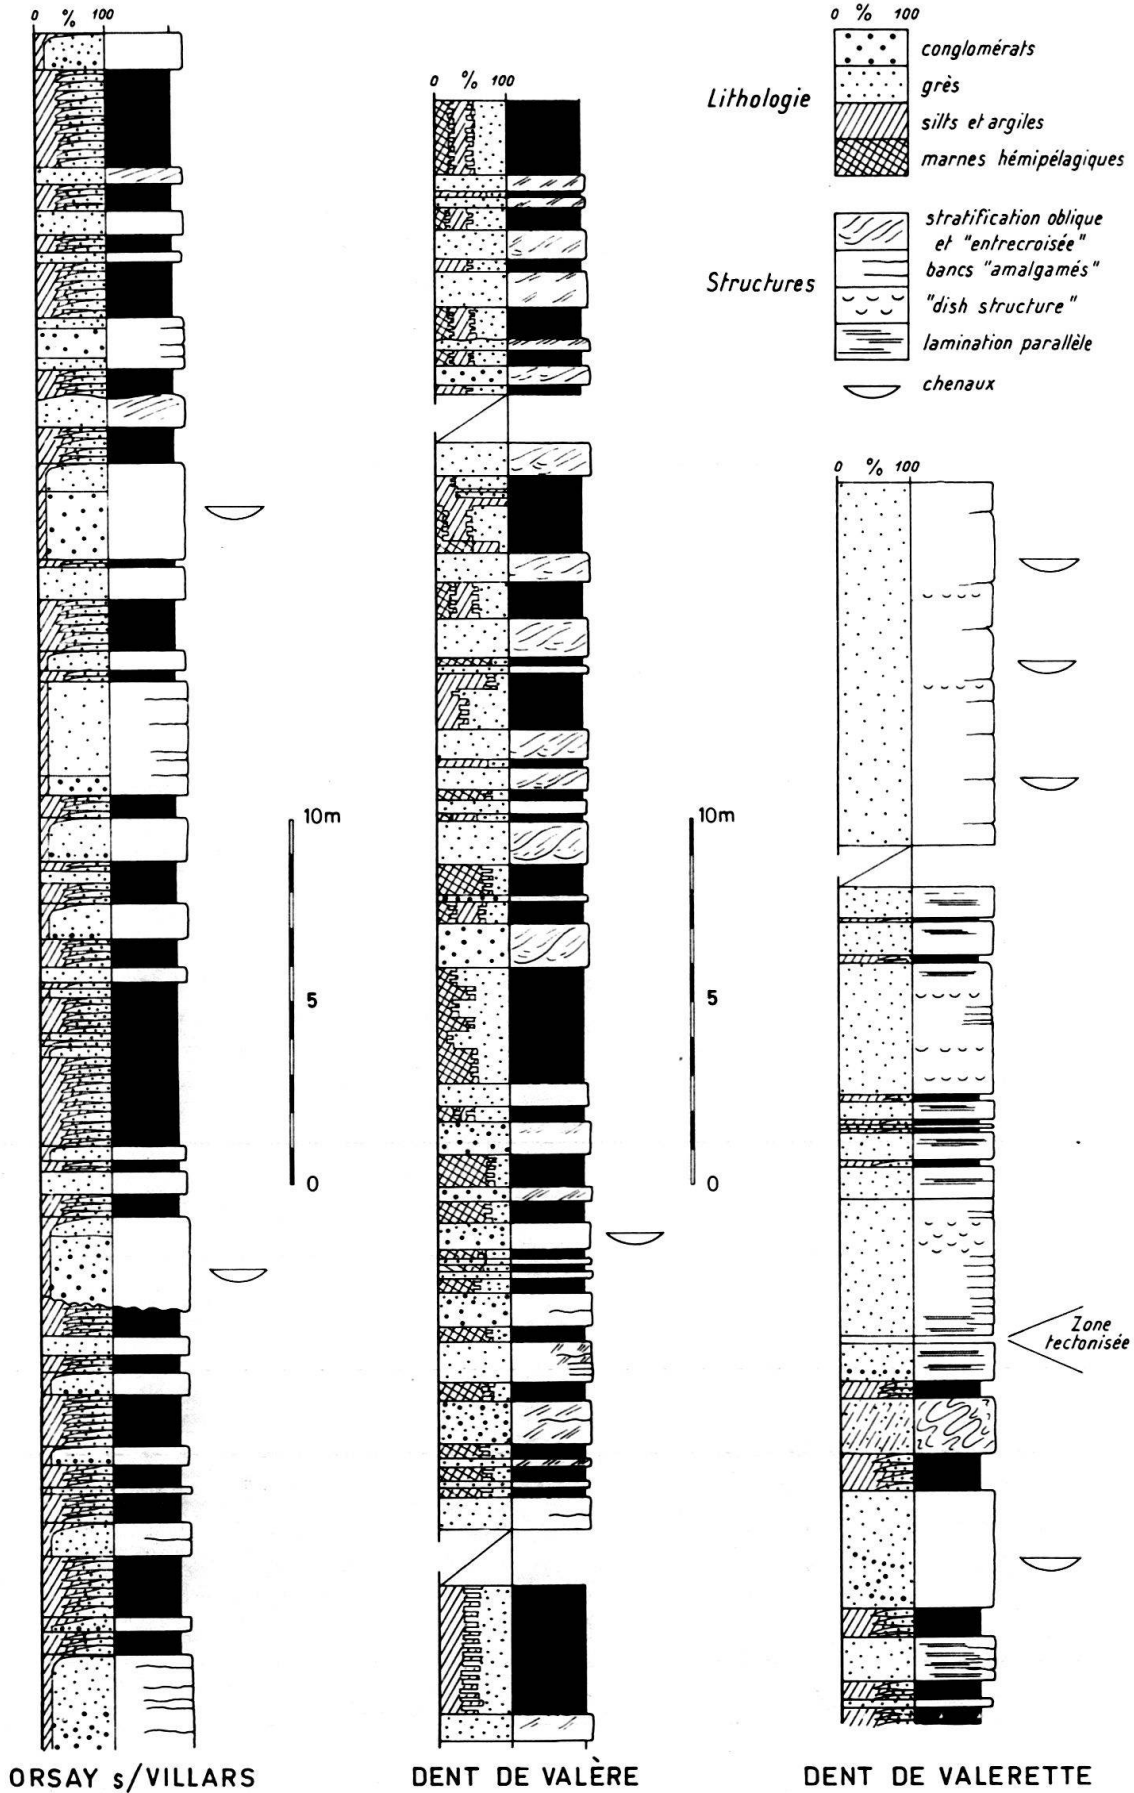 0 % 100
0 % 100
0 % 100
Lithologie
conglomérats
grès
silts et argiles
marnes hémipélagiques
Structures
stratification oblique
et "entrecroisée"
bancs "amalgamés"
"dish structure"
lamination parallèle
chenaux
0 % 100
10m
5
0
10m
5
0
Zone
tectonisée
ORSAY s/VILLARS
DENT DE VALÈRE
DENT DE VALERETTE